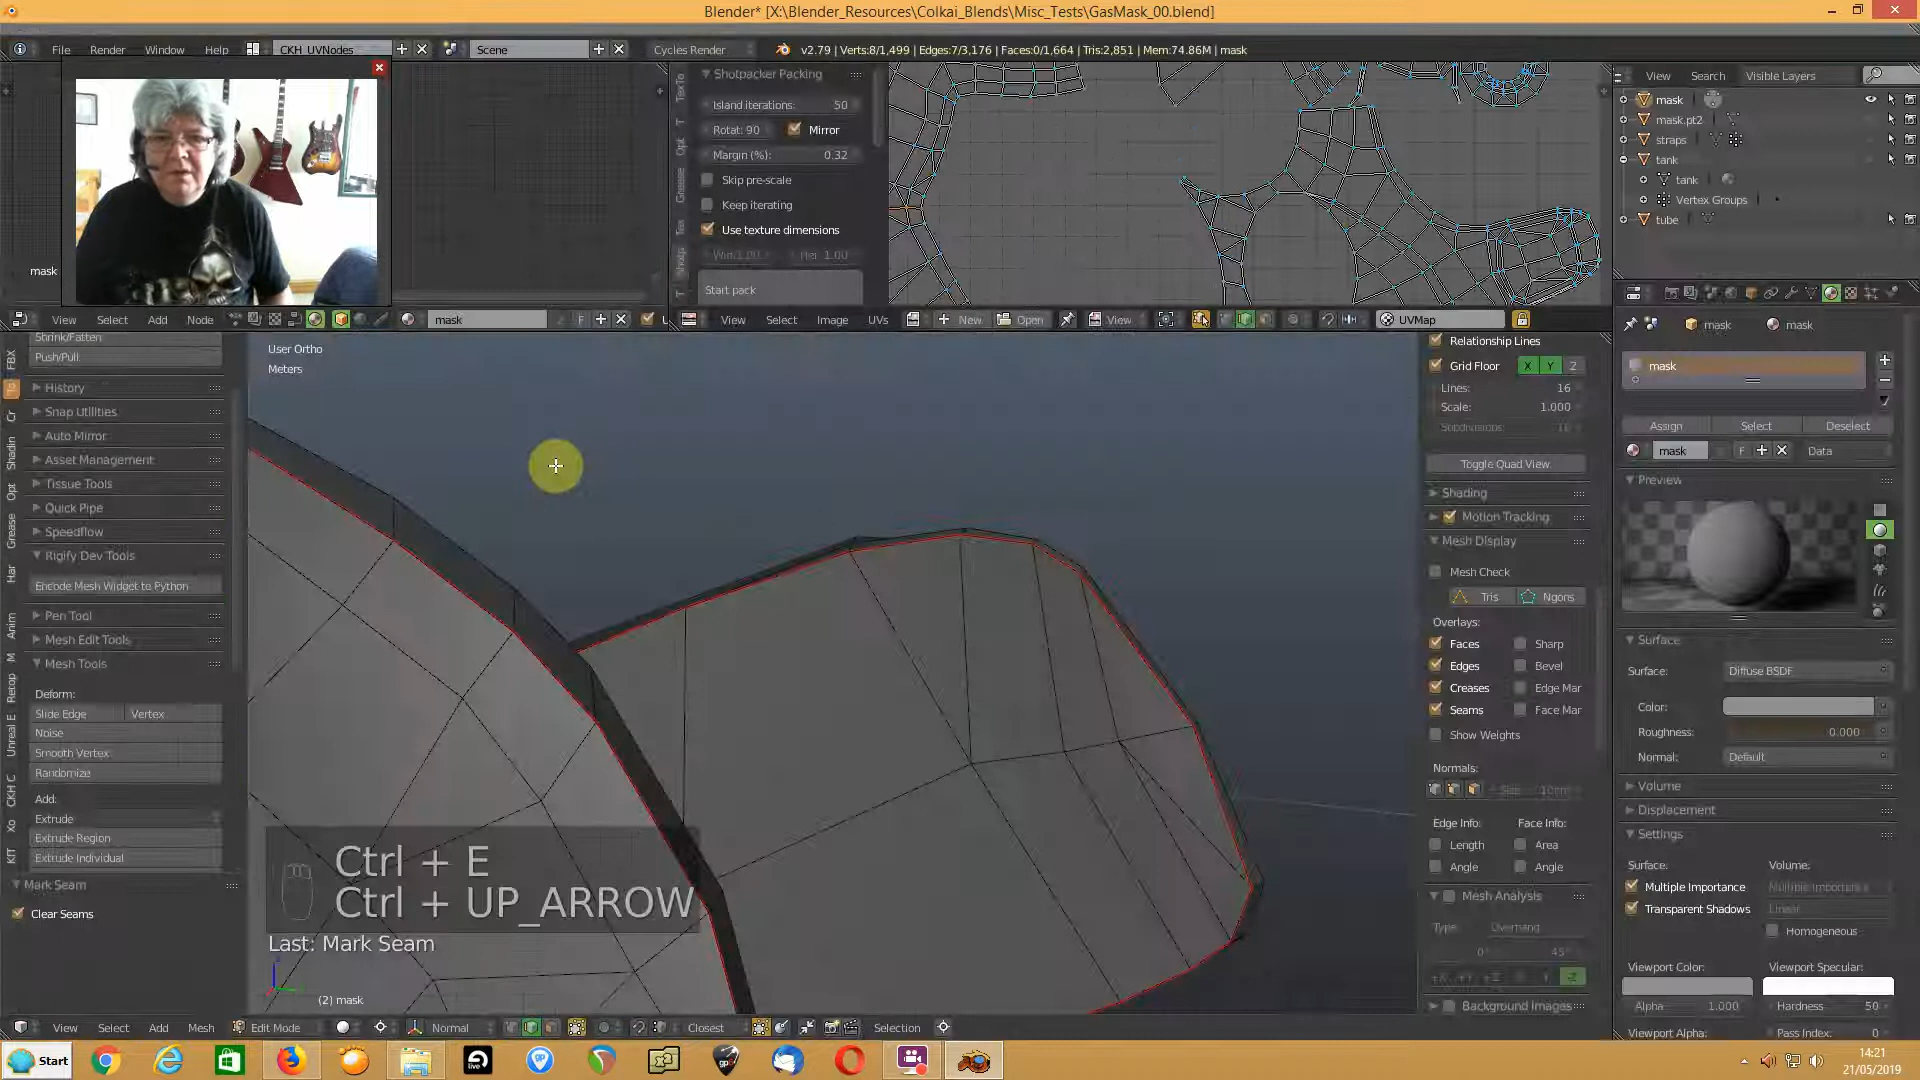 Blender* [X:\Blender_Resources\Colkai_Blends\Misc_Tests\GasMask_00.blend]
File Render Window Help CKH_UVNodes Scene Cycles Render v2.79 | Verts:8/1,499 | Edges:7/3,176 | Faces:0/1,664 | Tris:2,851 | Mem:74.86M | mask
Shotpacker Packing
Island iterations: 50
Rotat: 90 Mirror
Margin (%): 0.32
Skip pre-scale
Keep iterating
Use texture dimensions
Start pack
View Search Visible Layers
mask
mask.pt2
straps
tank
tank
Vertex Groups
tube
mask
View Select Add Node mask F
View Select Image UVs New Open View UVMap
mask mask
mask
Assign Select Deselect
mask F Data
Preview
Surface
Surface: Diffuse BSDF
Color:
Roughness: 0.000
Normal: Default
Volume
Displacement
Settings
Surface: Volume:
Multiple Importance Multiple Importance
Transparent Shadows Linear
Homogeneous
Viewport Color: Viewport Specular:
Alpha 1.000 Hardness 50
Viewport Alpha: Pass Index: 0
Shrink/Fatten
Push/Pull
History
Snap Utilities
Auto Mirror
Asset Management
Tissue Tools
Quick Pipe
Speedflow
Rigify Dev Tools
Encode Mesh Widget to Python
Pen Tool
Mesh Edit Tools
Mesh Tools
Deform:
Slide Edge Vertex
Noise
Smooth Vertex
Randomize
Add:
Extrude
Extrude Region
Extrude Individual
Mark Seam
Clear Seams
User Ortho
Meters
Ctrl + E
Ctrl + UP_ARROW
Last: Mark Seam
(2) mask
Relationship Lines
Grid Floor X Y Z
Lines: 16
Scale: 1.000
Subdivisions: 10
Toggle Quad View
Shading
Motion Tracking
Mesh Display
Mesh Check
Tris Ngons
Overlays:
Faces Sharp
Edges Bevel
Creases Edge Mar
Seams Face Mar
Show Weights
Normals:
Edge Info: Face Info:
Length Area
Angle Angle
Mesh Analysis
Type: Overhang
0° 45°
Background Images
View Select Add Mesh Edit Mode Normal Closest Selection
Start
14:21
21/05/2019